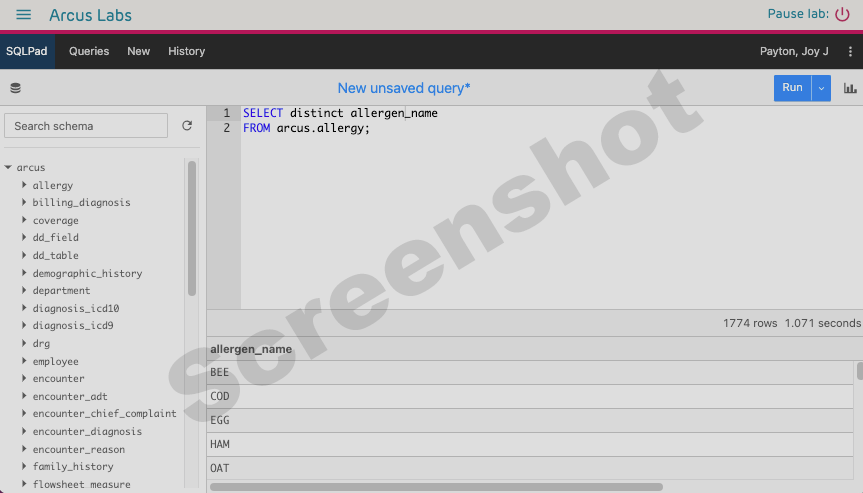 Arcus Labs
Pause lab:
SQLPad Queries New History Payton, Joy J
New unsaved query*
Run
Search schema
1 SELECT distinct allergen_name
2 FROM arcus.allergy;
arcus
allergy
billing_diagnosis
coverage
dd_field
dd_table
demographic_history
department
diagnosis_icd10
diagnosis_icd9
drg
employee
encounter
encounter_adt
encounter_chief_complaint
encounter_diagnosis
encounter_reason
family_history
flowsheet_measure
1774 rows 1.071 seconds
allergen_name
BEE
COD
EGG
HAM
OAT
Screenshot